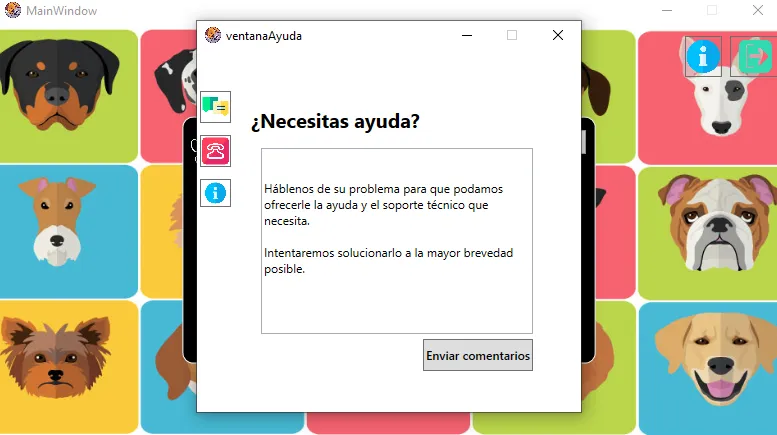 MainWindow
ventanaAyuda
¿Necesitas ayuda?
Háblenos de su problema para que podamos
ofrecerle la ayuda y el soporte técnico que
necesita.
Intentaremos solucionarlo a la mayor brevedad
posible.
Enviar comentarios